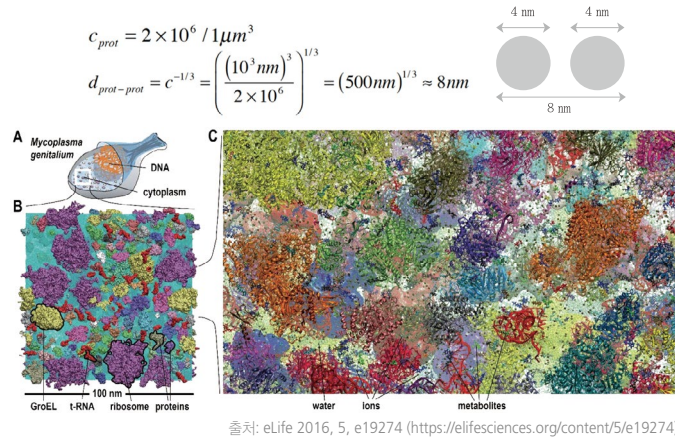 c_prot = 2×10^6 / 1μm^3
d_prot−prot = c^−1/3 = ( (10^3 nm)^3 / 2×10^6 )^1/3 = (500nm)^1/3 ≈ 8nm
4 nm 4 nm
8 nm
A
Mycoplasma
genitalium
DNA
cytoplasm
B
100 nm
GroEL t-RNA ribosome proteins
C
water ions metabolites
출처: eLife 2016, 5, e19274 (https://elifesciences.org/content/5/e19274)